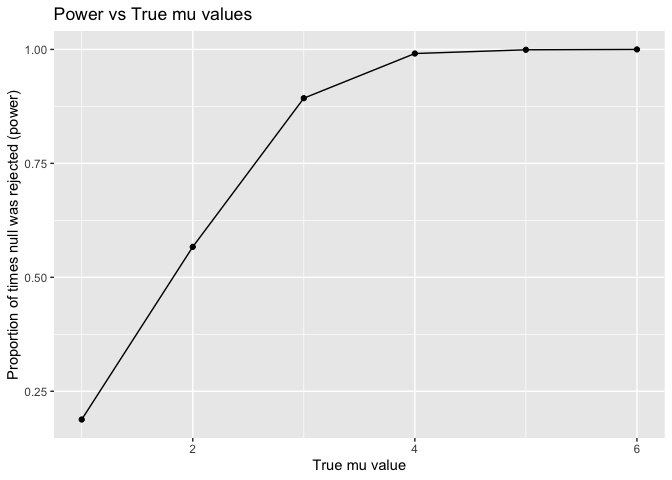 Power vs True mu values
Proportion of times null was rejected (power)
1.00
0.75
0.50
0.25
2
4
6
True mu value